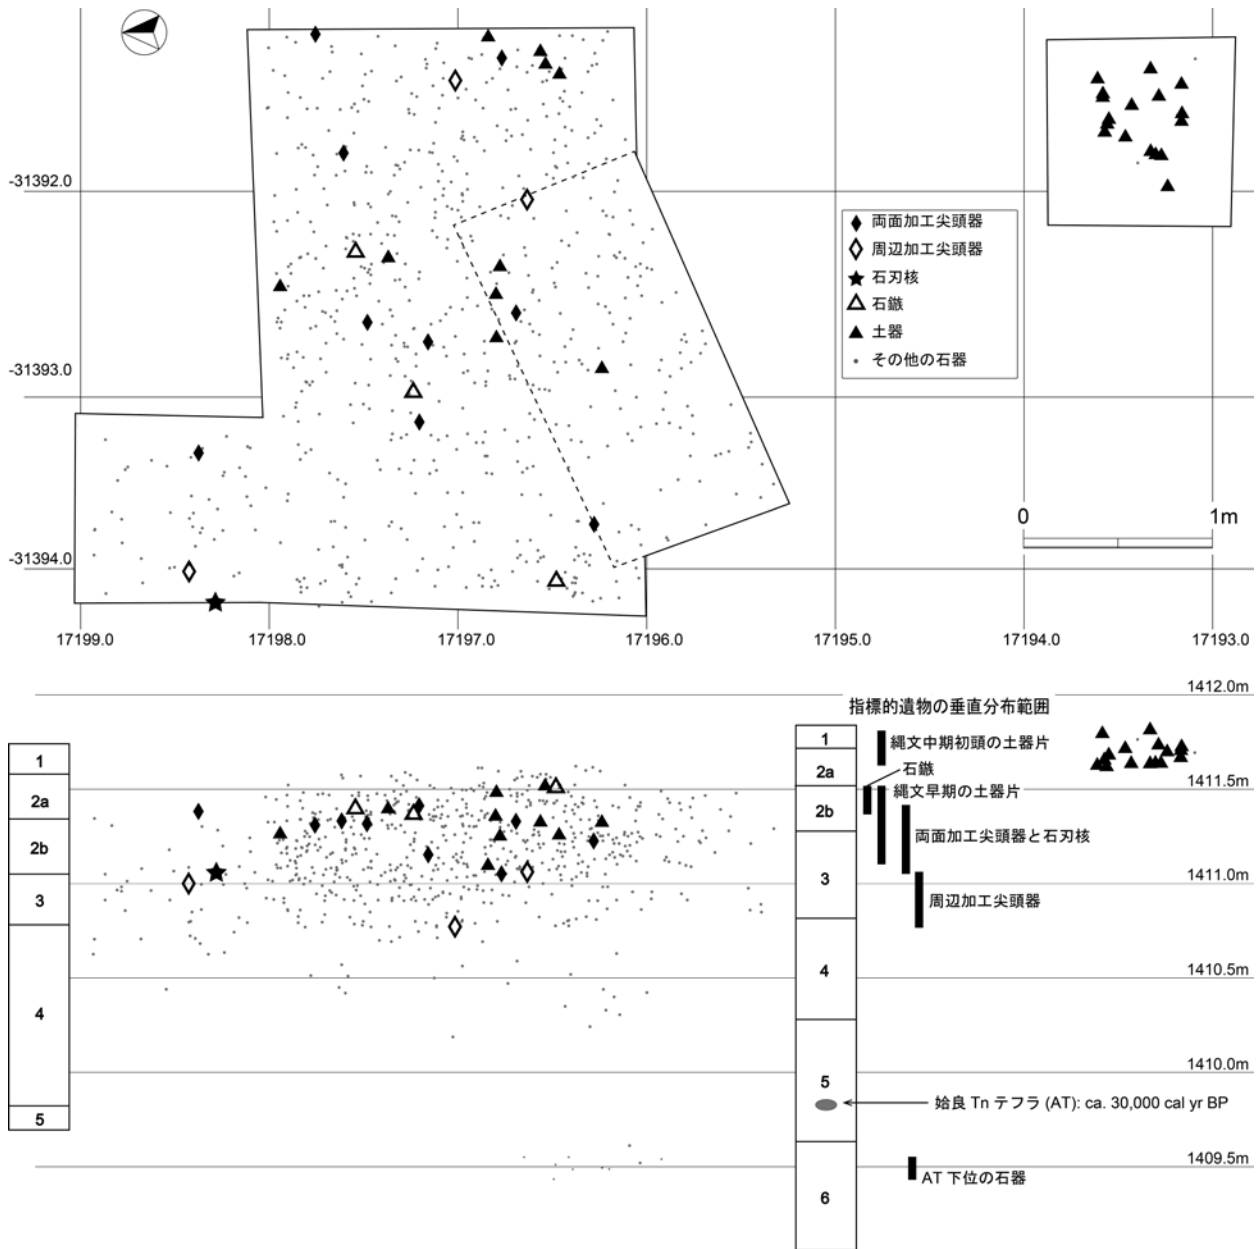 -31392.0
-31393.0
-31394.0
両面加工尖頭器
周辺加工尖頭器
石刃核
石鏃
土器
その他の石器
0 1m
17199.0 17198.0 17197.0 17196.0 17195.0 17194.0 17193.0
1412.0m
1411.5m
1411.0m
1410.5m
1410.0m
1409.5m
1
2a
2b
3
4
5
指標的遺物の垂直分布範囲
1
2a
2b
3
4
5
6
縄文中期初頭の土器片
石鏃
縄文早期の土器片
両面加工尖頭器と石刃核
周辺加工尖頭器
姶良 Tn テフラ (AT): ca. 30,000 cal yr BP
AT 下位の石器